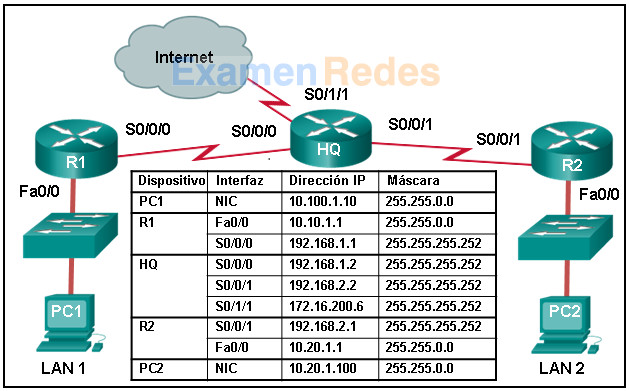 Internet
Examen Redes
S0/1/1
S0/0/0
S0/0/0
S0/0/1
S0/0/1
R1
HQ
R2
Fa0/0
Fa0/0
Dispositivo Interfaz Dirección IP Máscara
PC1 NIC 10.100.1.10 255.255.0.0
R1 Fa0/0 10.10.1.1 255.255.0.0
S0/0/0 192.168.1.1 255.255.255.252
HQ S0/0/0 192.168.1.2 255.255.255.252
S0/0/1 192.168.2.2 255.255.255.252
S0/1/1 172.16.200.6 255.255.255.252
R2 S0/0/1 192.168.2.1 255.255.255.252
Fa0/0 10.20.1.1 255.255.0.0
PC2 NIC 10.20.1.100 255.255.0.0
PC1
PC2
LAN 1
LAN 2